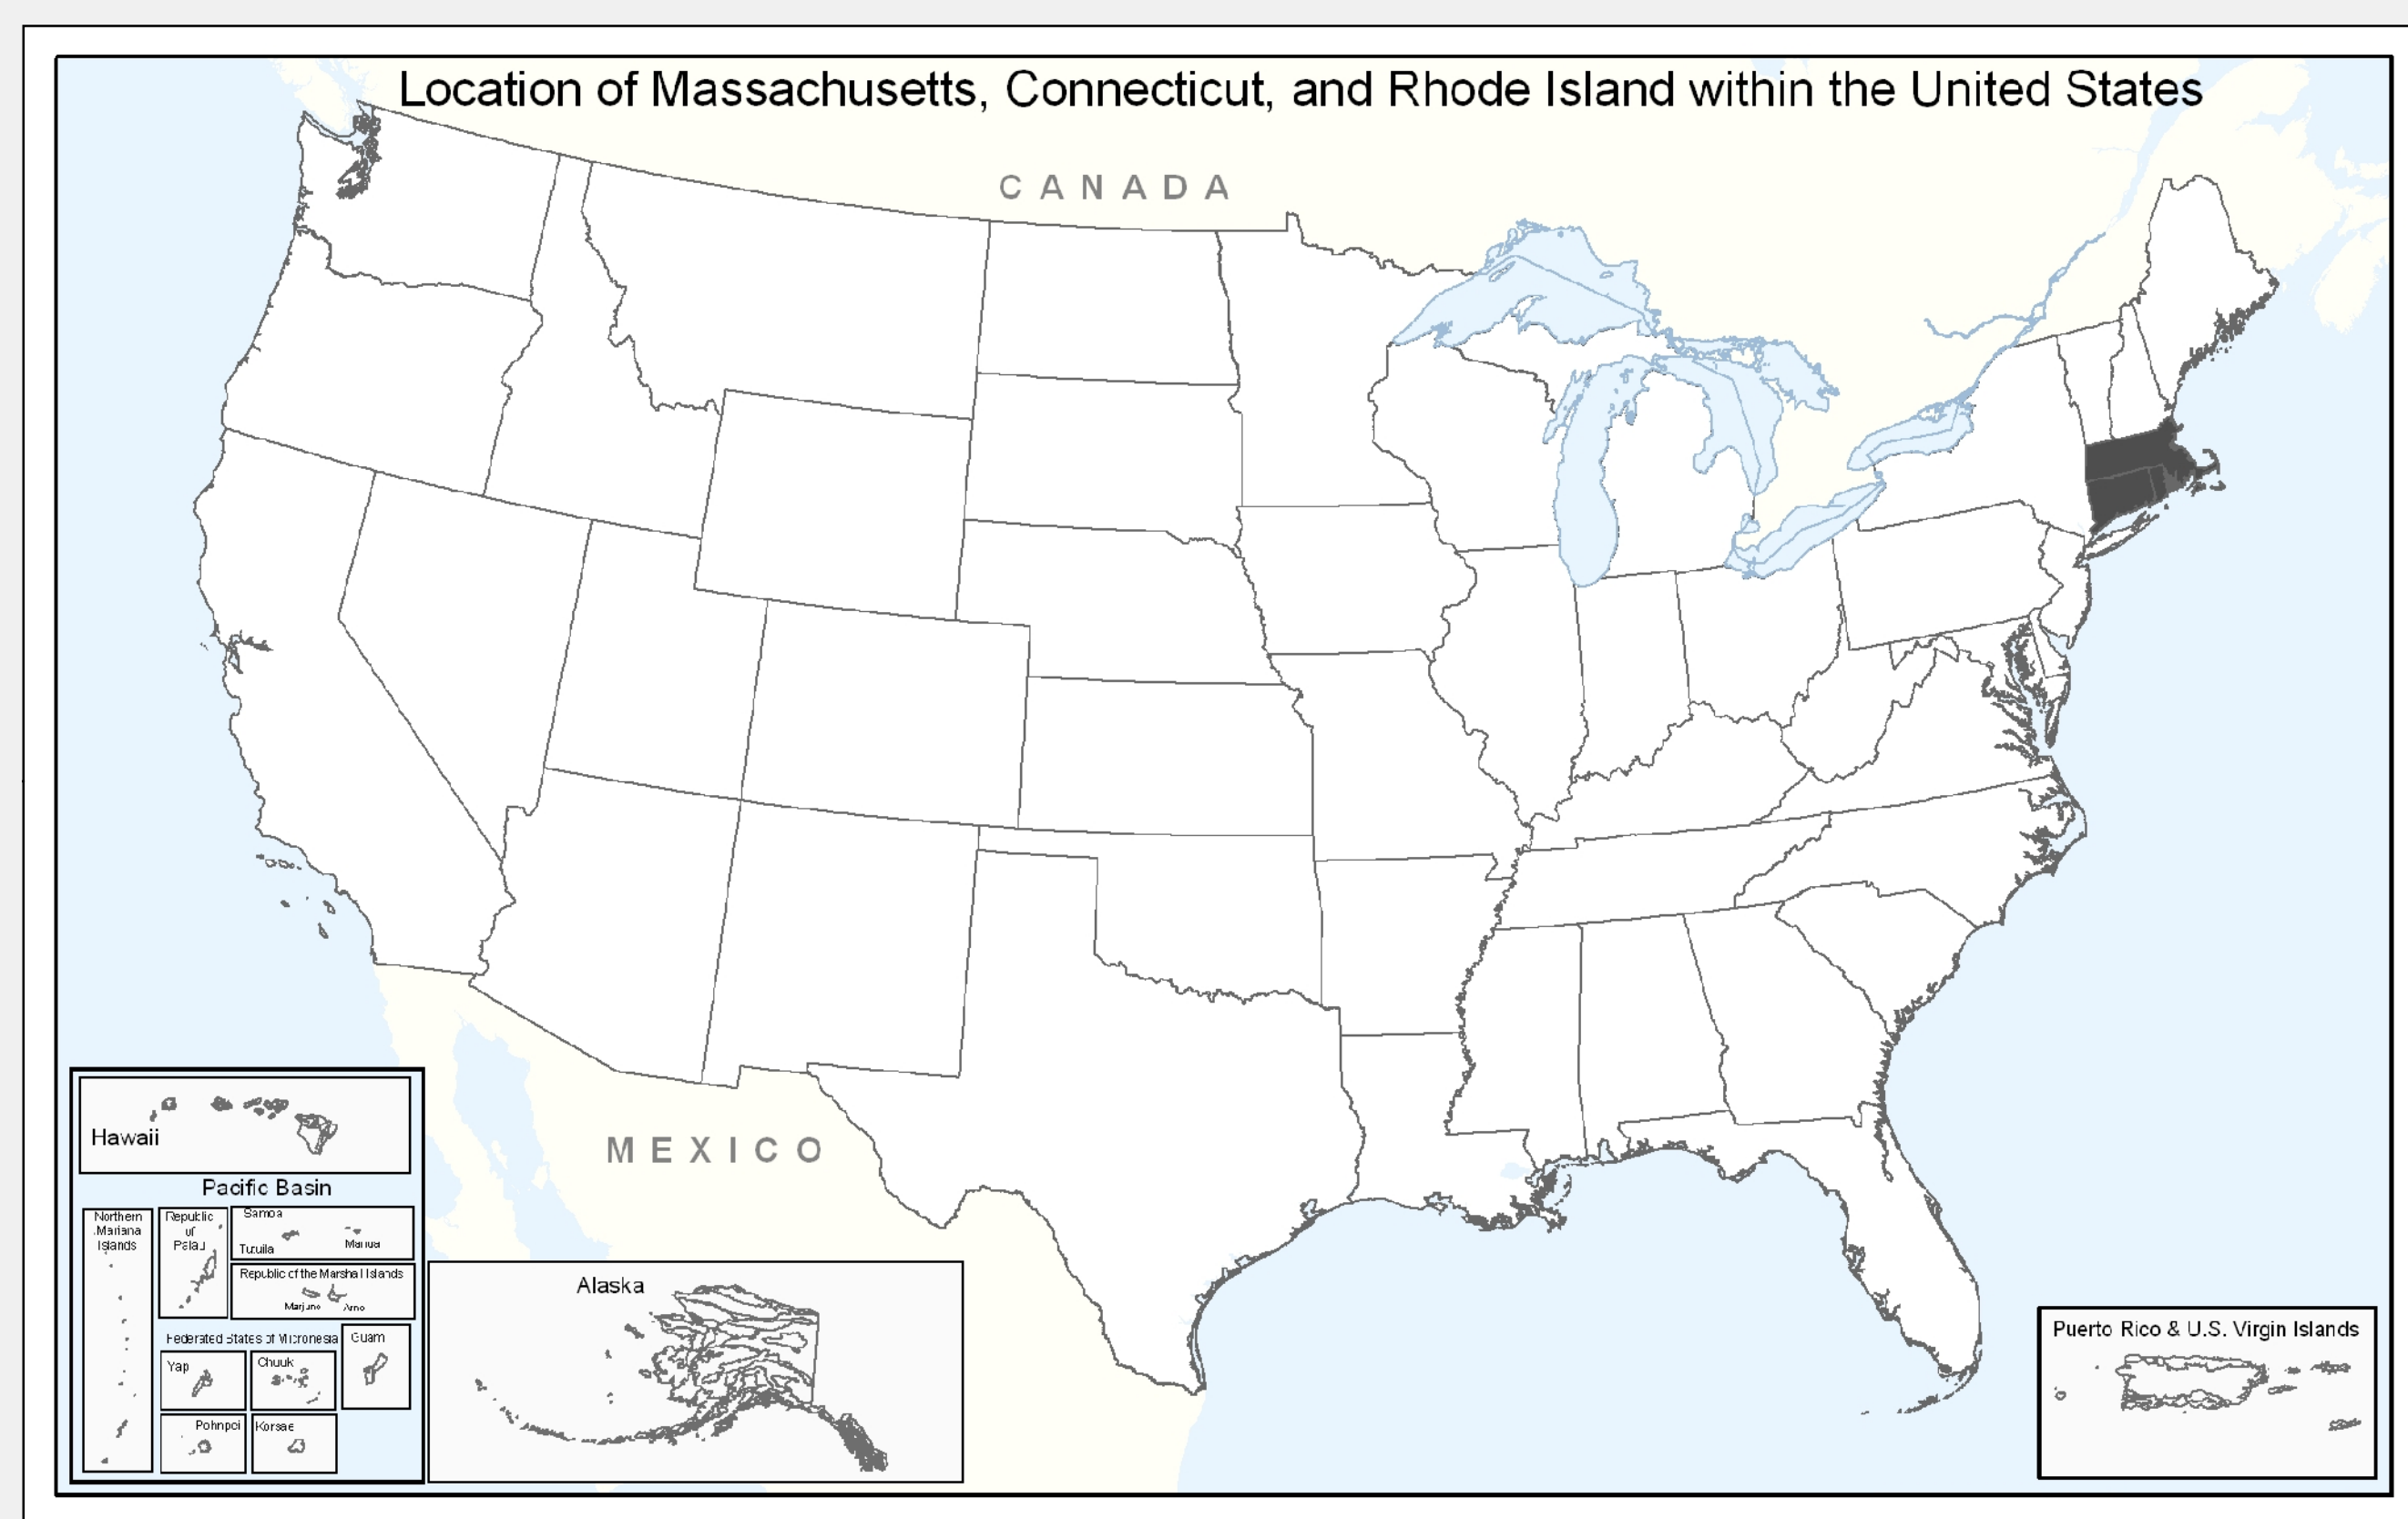 Location of Massachusetts, Connecticut, and Rhode Island within the United States
CANADA
MEXICO
Hawaii
Pacific Basin
Northern
Mariana
Islands
Republic
of
Palau
Samoa
Tutuila
Manua
Republic of the Marshall Islands
Marjuno
Arno
Federated States of Micronesia
Guam
Yap
Chuuk
Pohnpei
Korsae
Alaska
Puerto Rico & U.S. Virgin Islands